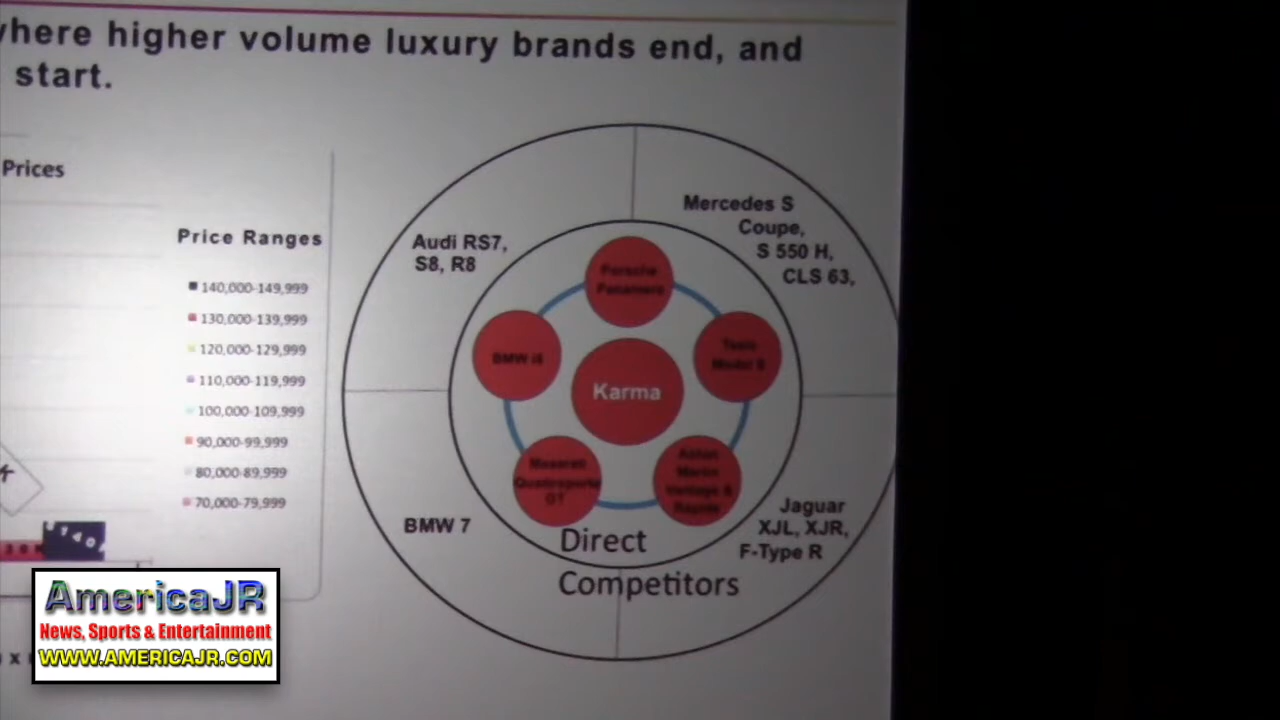 where higher volume luxury brands end, and
start.
Prices
Price Ranges
140,000-149,999
130,000-139,999
120,000-129,999
110,000-119,999
100,000-109,999
90,000-99,999
80,000-89,999
70,000-79,999
Audi RS7,
S8, R8
Mercedes S
Coupe,
S 550 H,
CLS 63,
Porsche
Panamera
BMW i8
Tesla
Model S
Karma
Maserati
Quattroporte
GT
Aston
Martin
Vantage &
Rapide
BMW 7
Jaguar
XJL, XJR,
F-Type R
Direct
Competitors
AmericaJR
News, Sports & Entertainment
WWW.AMERICAJR.COM